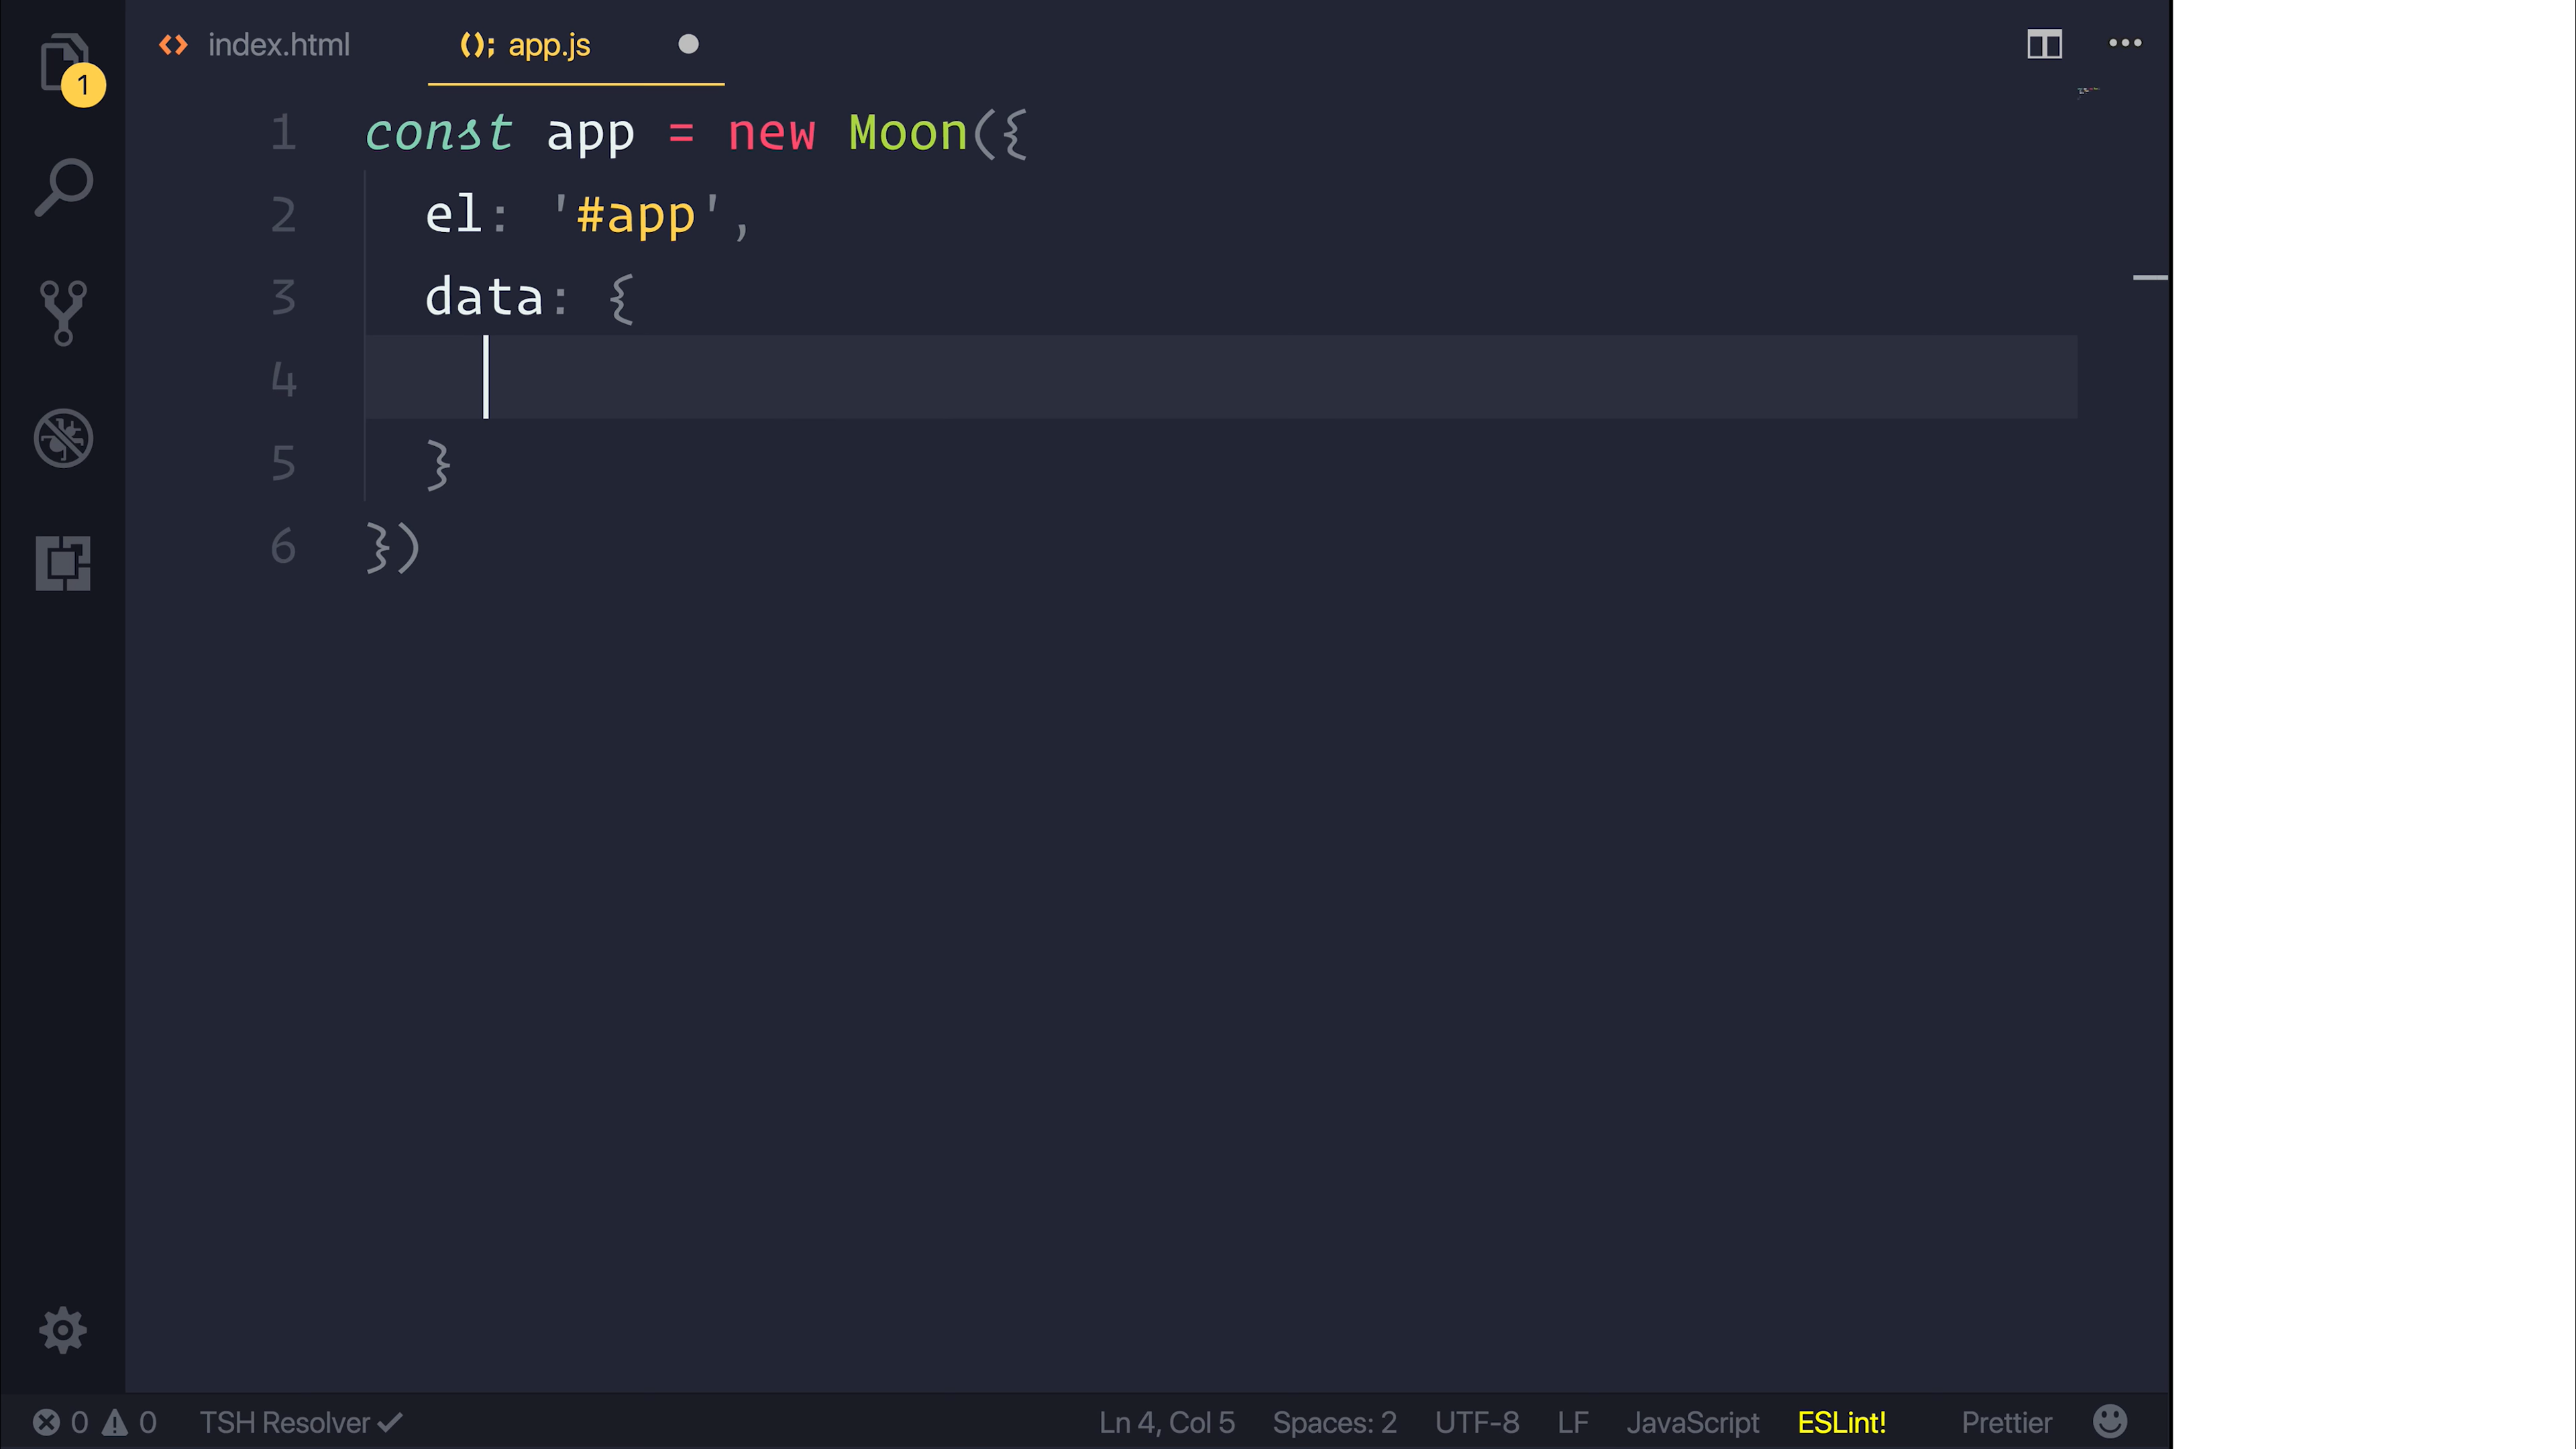 1
index.html
(); app.js
1 const app = new Moon({
2   el: '#app',
3   data: {
4
5   }
6 })
0 0 TSH Resolver Ln 4, Col 5 Spaces: 2 UTF-8 LF JavaScript ESLint! Prettier